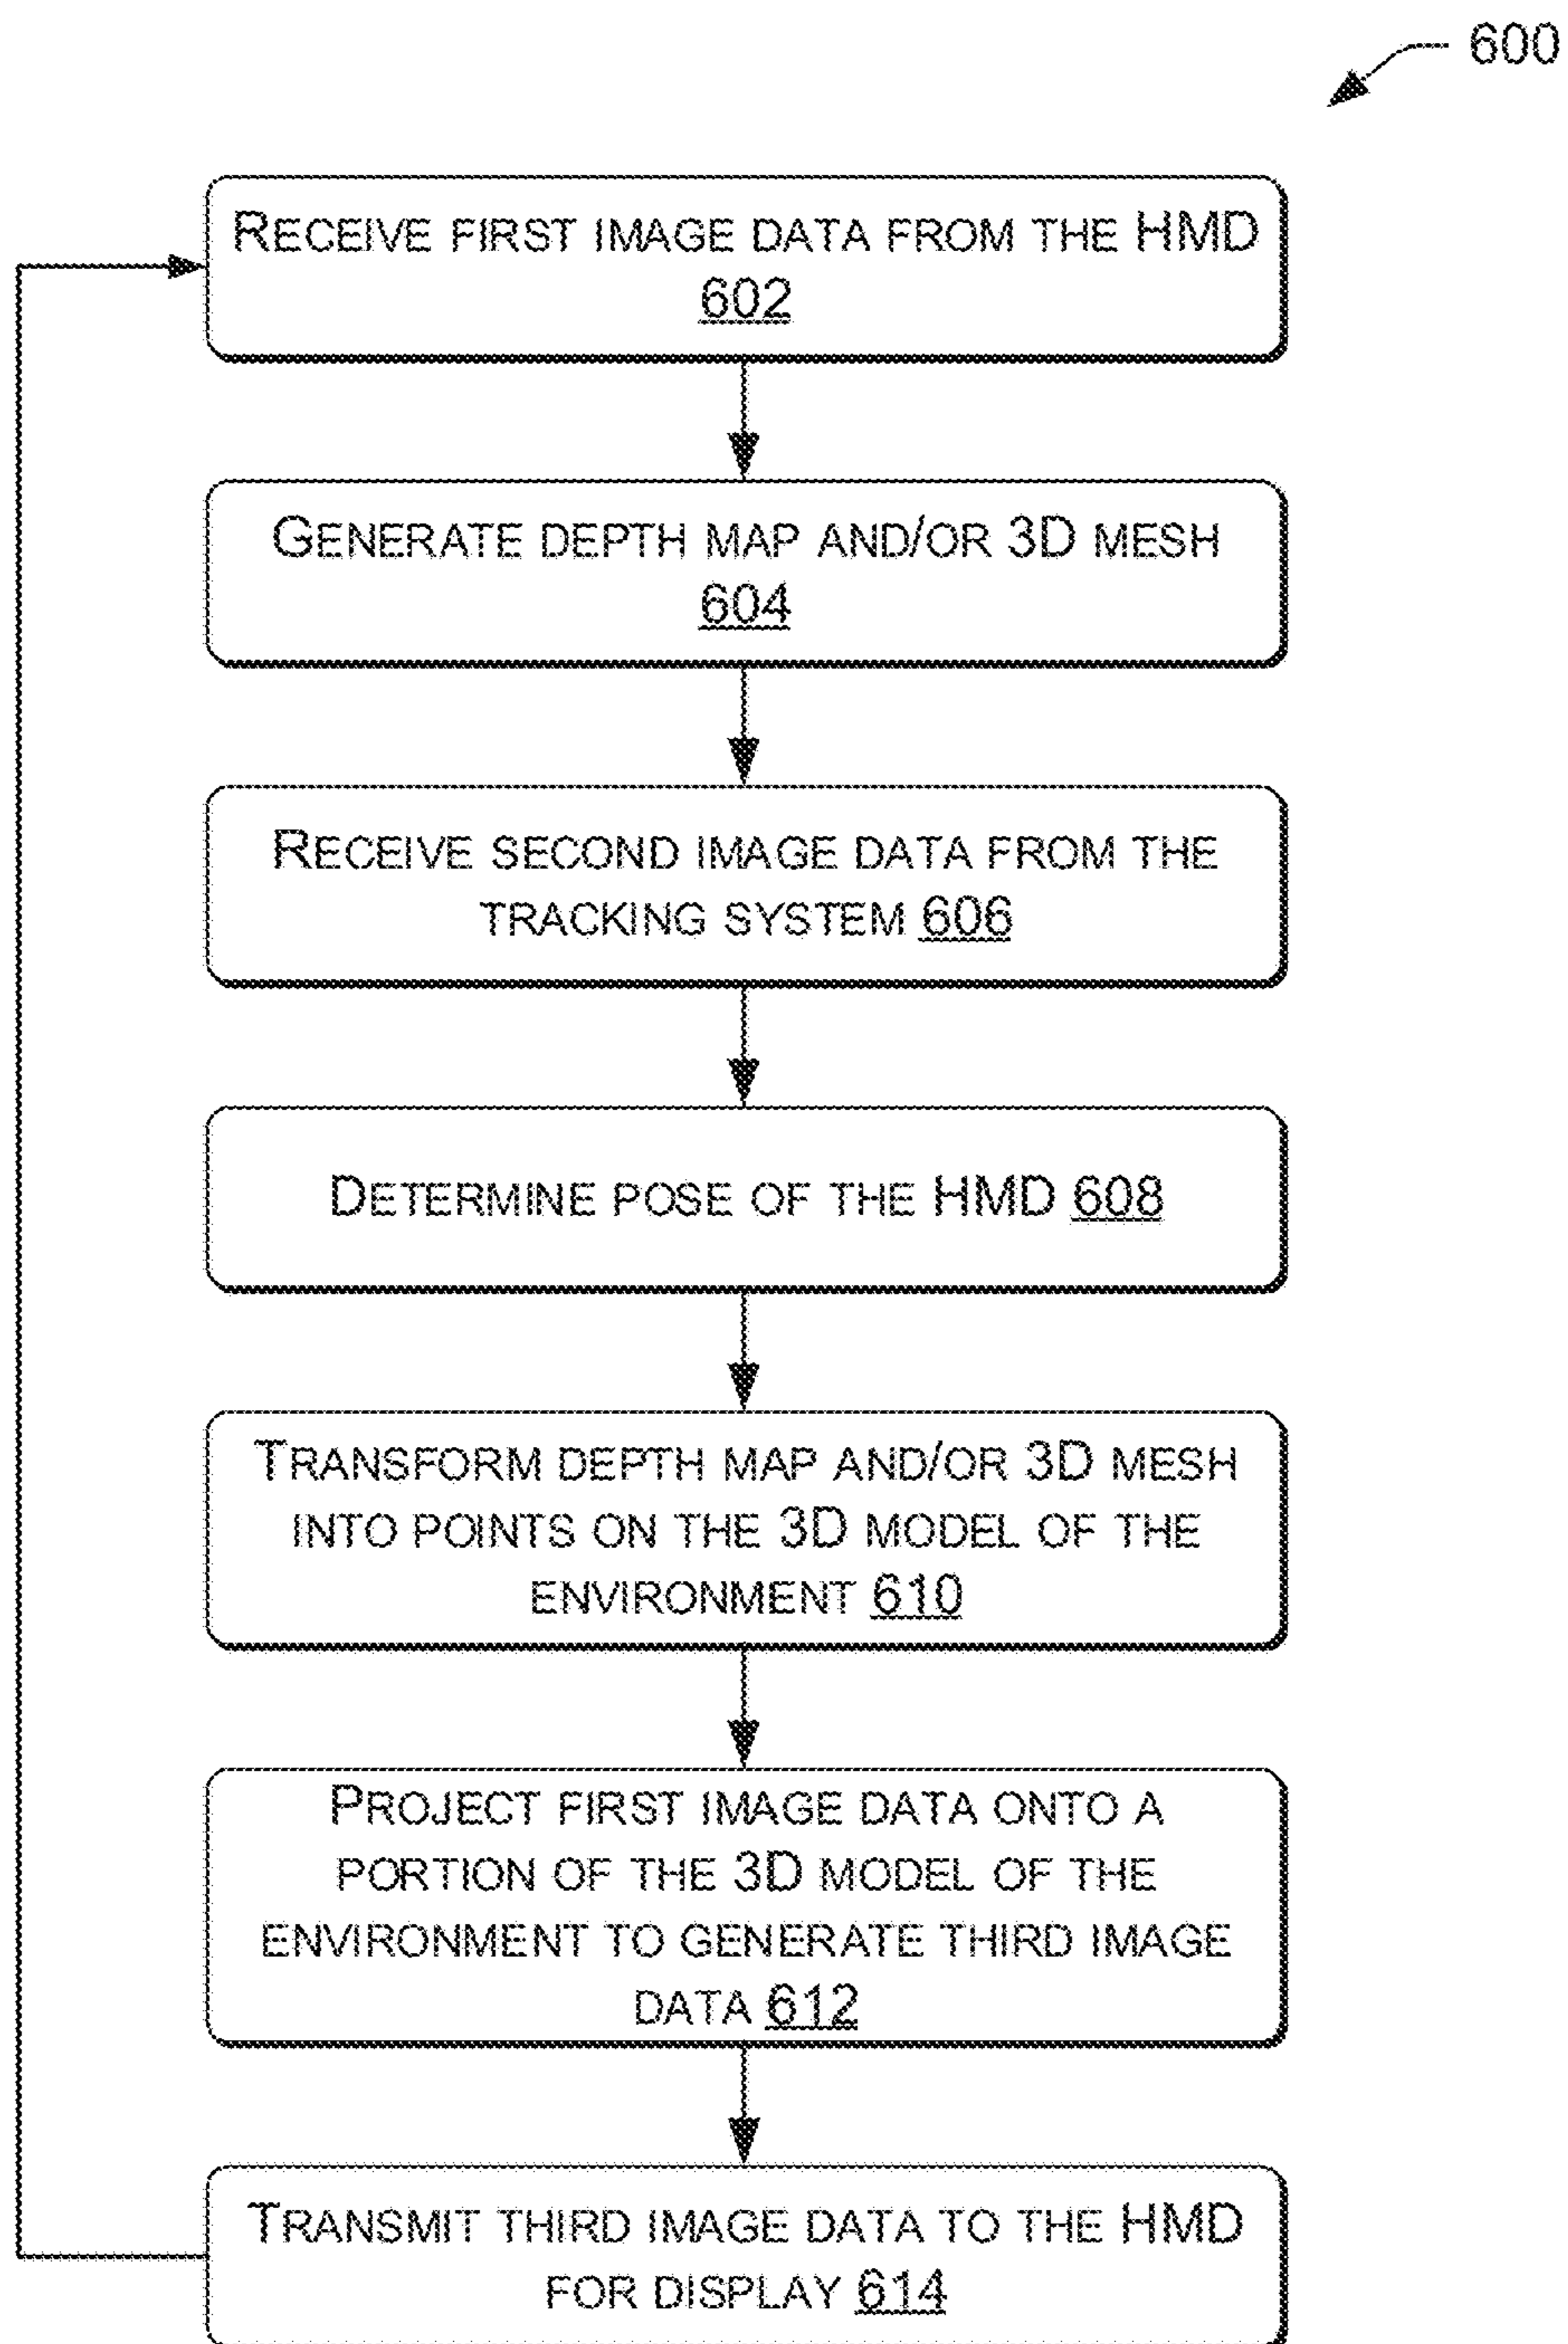 600
RECEIVE FIRST IMAGE DATA FROM THE HMD
602
GENERATE DEPTH MAP AND/OR 3D MESH
604
RECEIVE SECOND IMAGE DATA FROM THE
TRACKING SYSTEM 606
DETERMINE POSE OF THE HMD 608
TRANSFORM DEPTH MAP AND/OR 3D MESH
INTO POINTS ON THE 3D MODEL OF THE
ENVIRONMENT 610
PROJECT FIRST IMAGE DATA ONTO A
PORTION OF THE 3D MODEL OF THE
ENVIRONMENT TO GENERATE THIRD IMAGE
DATA 612
TRANSMIT THIRD IMAGE DATA TO THE HMD
FOR DISPLAY 614